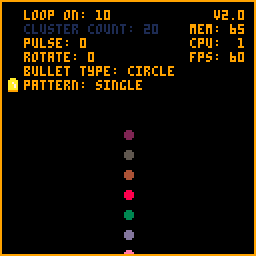 LOOP ON: 10 V2.0
CLUSTER COUNT: 20 MEM: 65
PULSE: 0 CPU: 1
ROTATE: 0 FPS: 60
BULLET TYPE: CIRCLE
PATTERN: SINGLE